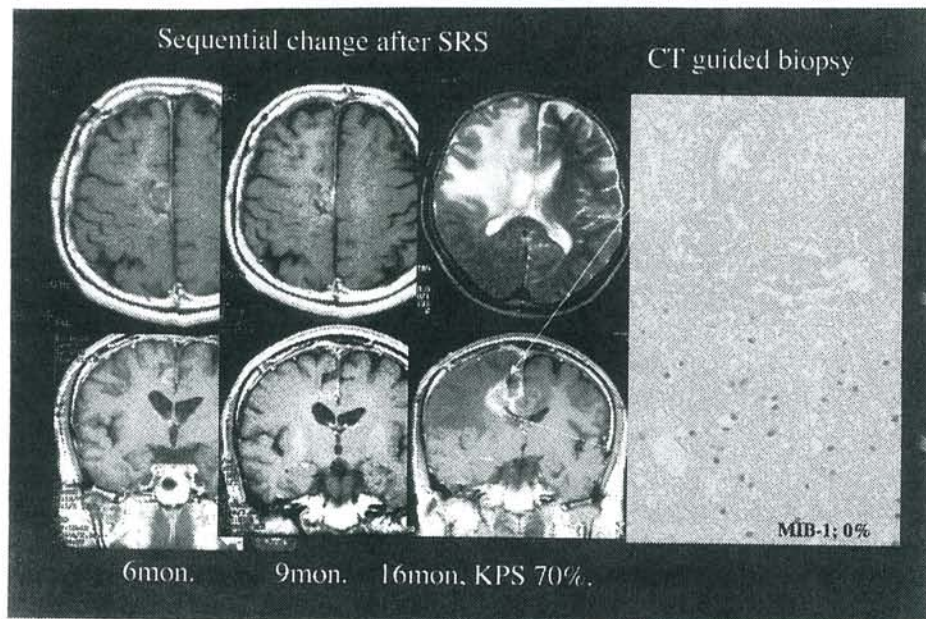 Sequential change after SRS
CT guided biopsy
MIB-1; 0%
6mon.
9mon.
16mon, KPS 70%.